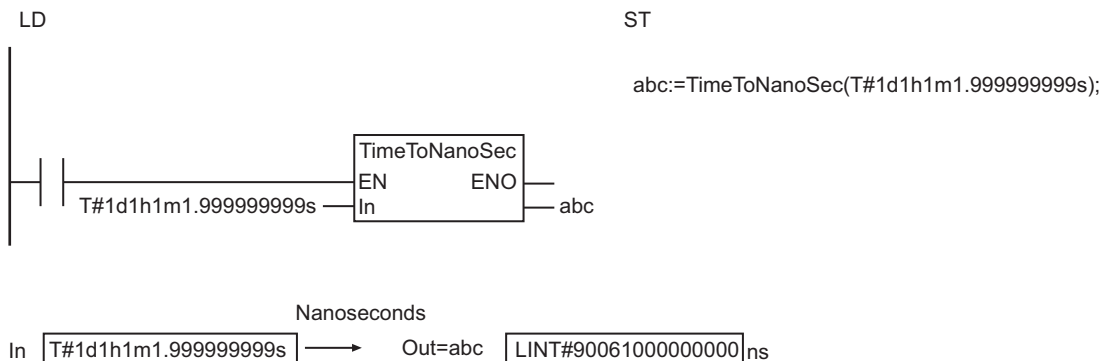 LD
ST
abc:=TimeToNanoSec(T#1d1h1m1.999999999s);
TimeToNanoSec
EN ENO
T#1d1h1m1.999999999s In abc
Nanoseconds
In T#1d1h1m1.999999999s Out=abc LINT#90061000000000 ns